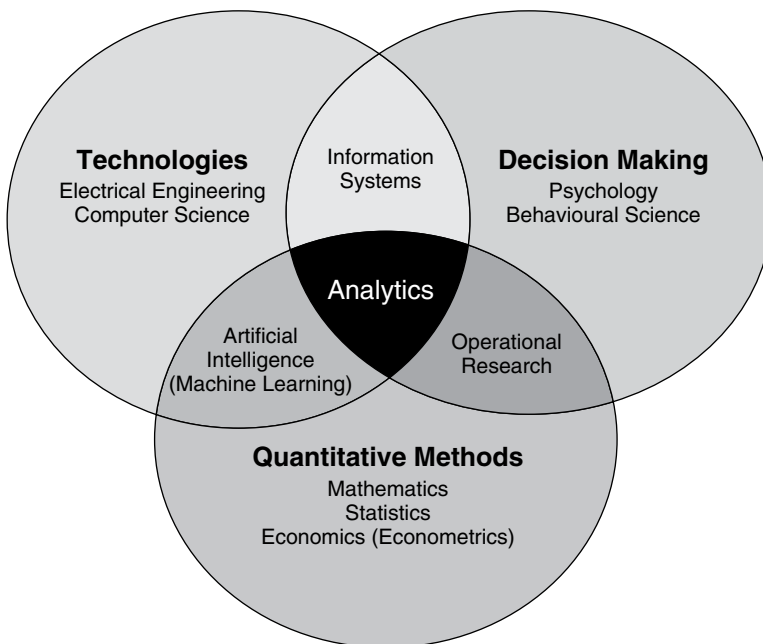 Technologies
Electrical Engineering
Computer Science
Information
Systems
Decision Making
Psychology
Behavioural Science
Analytics
Artificial
Intelligence
(Machine Learning)
Operational
Research
Quantitative Methods
Mathematics
Statistics
Economics (Econometrics)